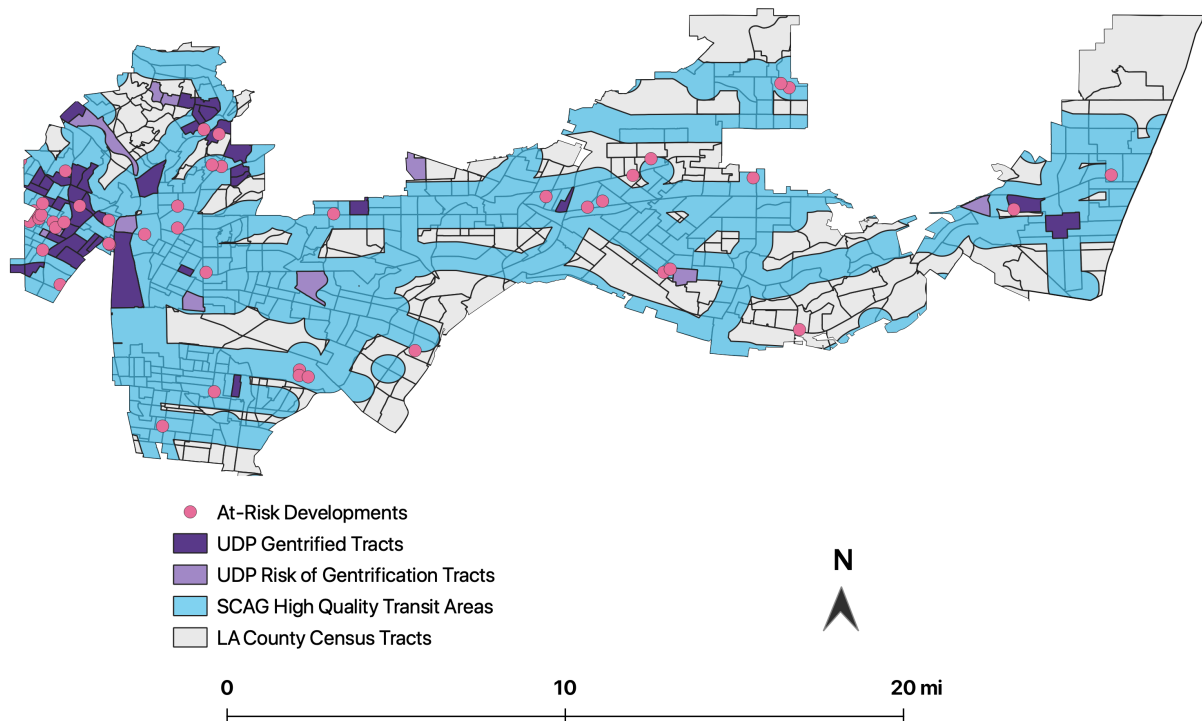 At-Risk Developments
UDP Gentrified Tracts
UDP Risk of Gentrification Tracts
SCAG High Quality Transit Areas
LA County Census Tracts
N
0 10 20 mi